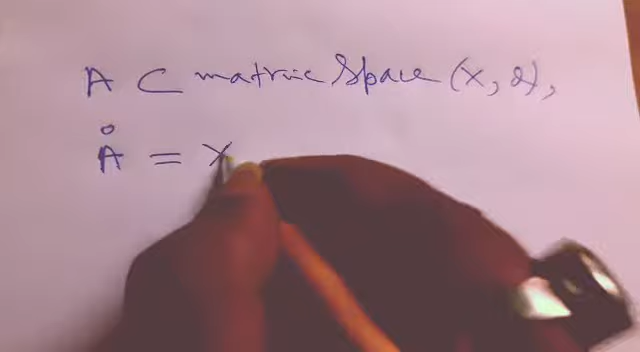 A ⊂ matric Space (X, d),
Å = X